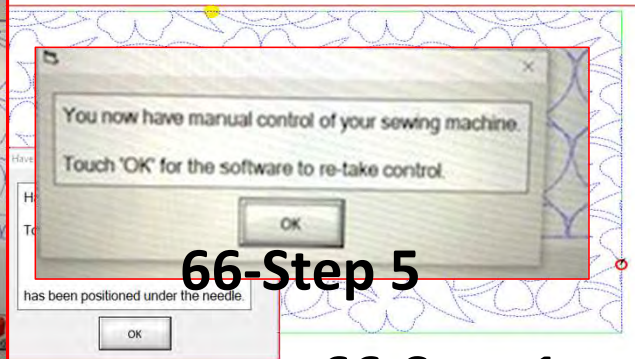 You now have manual control of your sewing machine.
Touch 'OK' for the software to re-take control.
OK
66-Step 5
Have
has been positioned under the needle.
OK